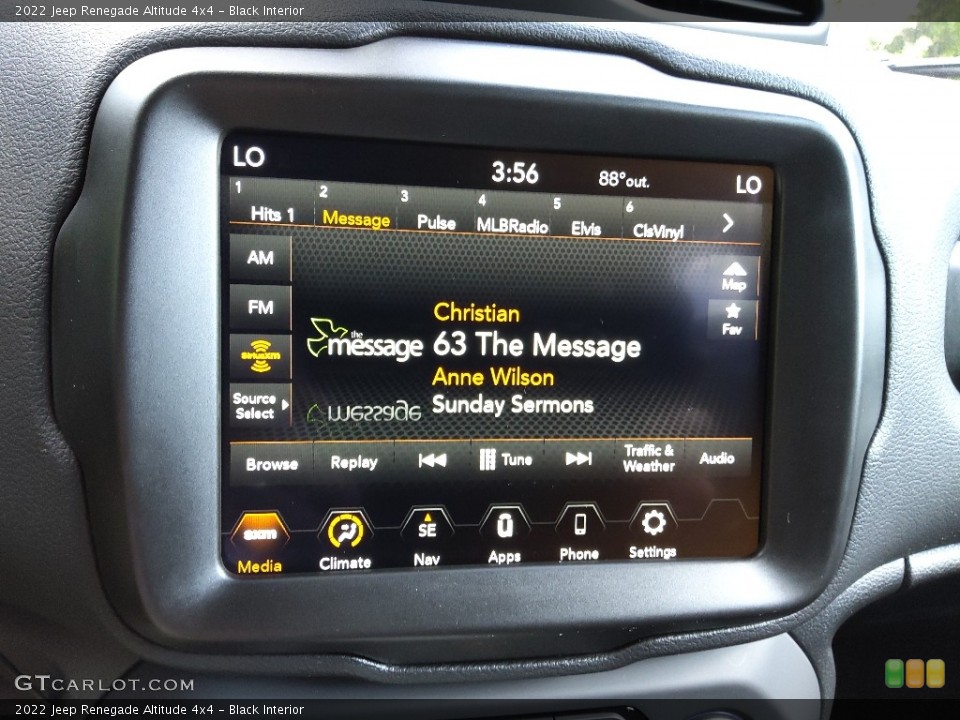 2022 Jeep Renegade Altitude 4x4 - Black Interior
LO 3:56 88° out. LO
1 2 3 4 5 6
Hits 1 Message Pulse MLBRadio Elvis ClsVinyl
AM
FM
SiriusXM
Source Select
Map
Fav
Christian
the message 63 The Message
Anne Wilson
message Sunday Sermons
Browse Replay Tune Traffic & Weather Audio
sxm SE
Media Climate Nav Apps Phone Settings
GTCARLOT.COM
2022 Jeep Renegade Altitude 4x4 - Black Interior